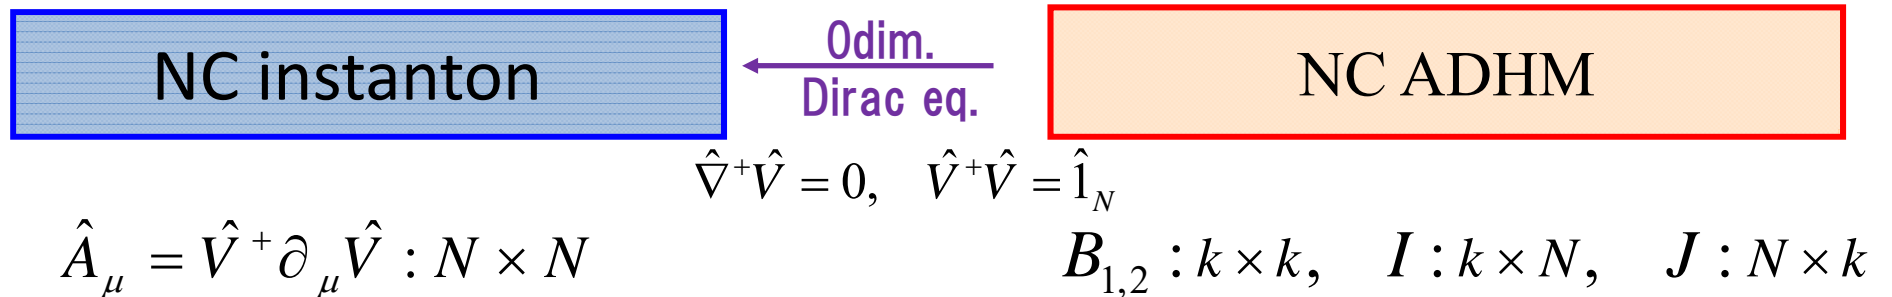 NC instanton
0dim.
Dirac eq.
NC ADHM
∇̂⁺V̂ = 0, V̂⁺V̂ = 1̂_N
Â_μ = V̂⁺∂_μV̂ : N × N
B_{1,2} : k × k, I : k × N, J : N × k